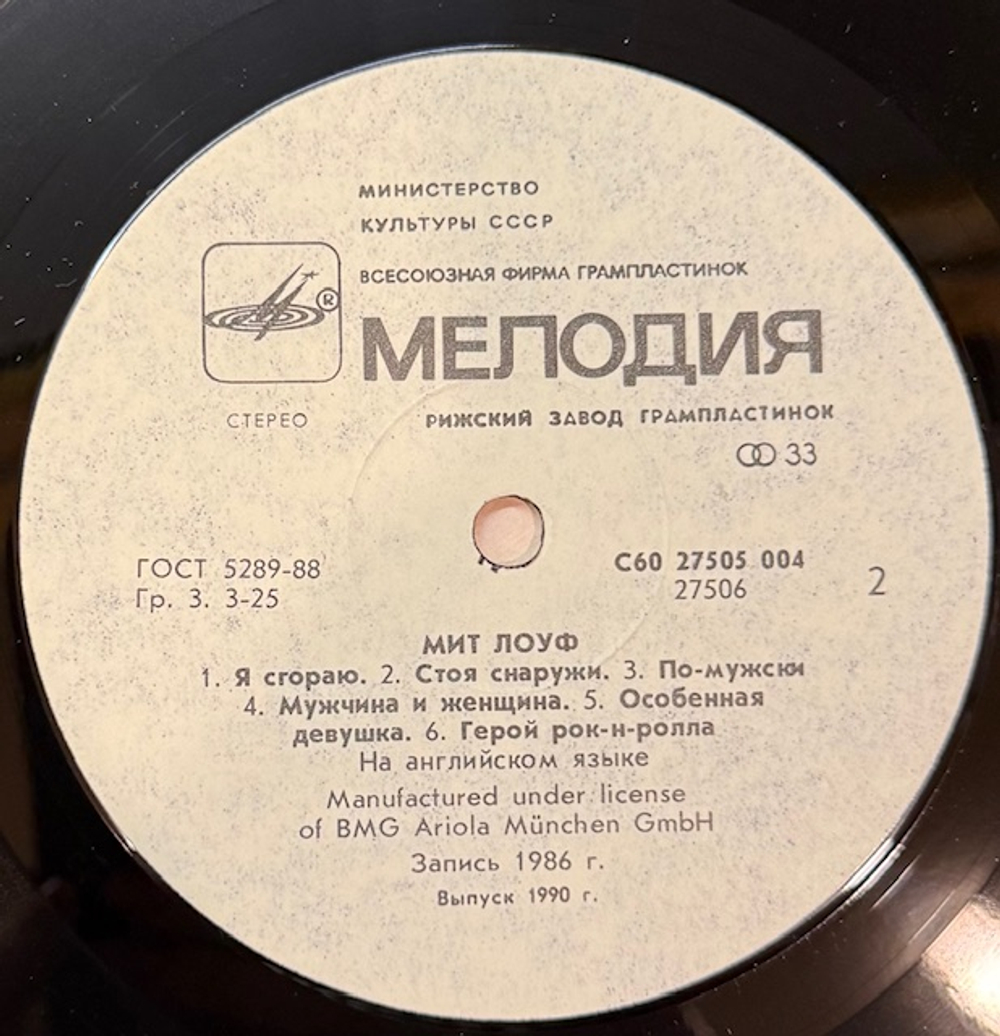 МИНИСТЕРСТВО
КУЛЬТУРЫ СССР
ВСЕСОЮЗНАЯ ФИРМА ГРАМПЛАСТИНОК
®
МЕЛОДИЯ
СТЕРЕО
РИЖСКИЙ ЗАВОД ГРАМПЛАСТИНОК
33
ГОСТ 5289-88
Гр. 3. 3-25
С60 27505 004
27506
2
МИТ ЛОУФ
1. Я сгораю. 2. Стоя снаружи. 3. По-мужски
4. Мужчина и женщина. 5. Особенная
девушка. 6. Герой рок-н-ролла
На английском языке
Manufactured under license
of BMG Ariola München GmbH
Запись 1986 г.
Выпуск 1990 г.